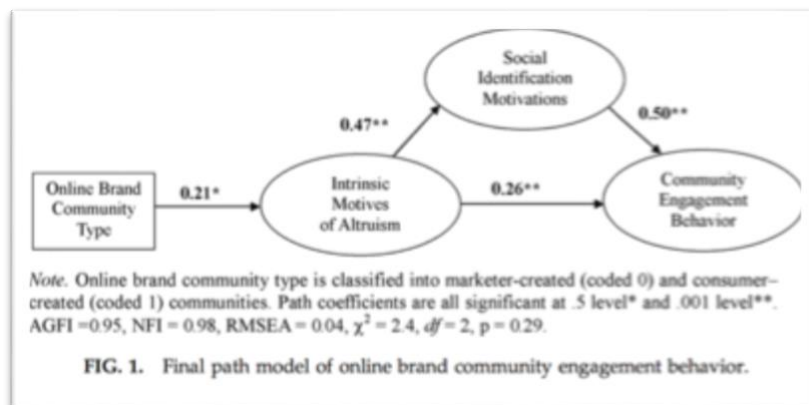 Social
Identification
Motivations
0.47**
0.50**
Online Brand
Community
Type
0.21*
Intrinsic
Motives
of Altruism
0.26**
Community
Engagement
Behavior
Note. Online brand community type is classified into marketer-created (coded 0) and consumer-
created (coded 1) communities. Path coefficients are all significant at .5 level* and .001 level**.
AGFI =0.95, NFI = 0.98, RMSEA = 0.04, χ² = 2.4, df = 2, p = 0.29.
FIG. 1. Final path model of online brand community engagement behavior.